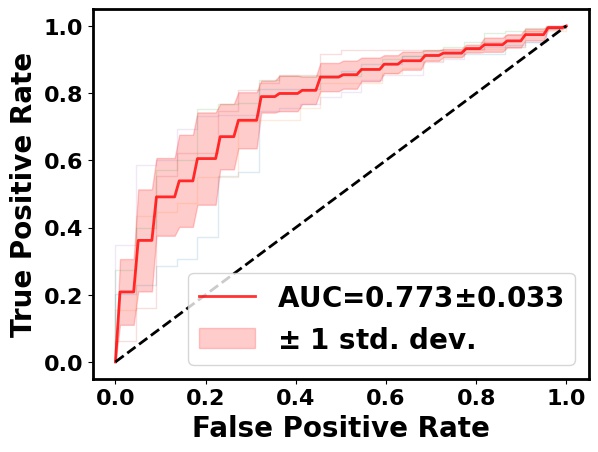 1.0
0.8
0.6
0.4
0.2
0.0
True Positive Rate
AUC=0.773±0.033
± 1 std. dev.
0.0 0.2 0.4 0.6 0.8 1.0
False Positive Rate